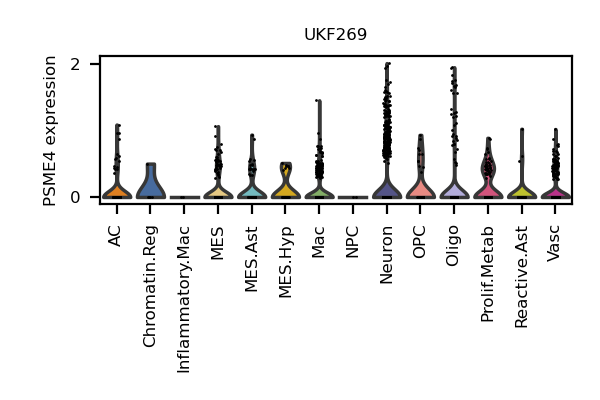 UKF269
PSME4 expression
2
0
AC
Chromatin.Reg
Inflammatory.Mac
MES
MES.Ast
MES.Hyp
Mac
NPC
Neuron
OPC
Oligo
Prolif.Metab
Reactive.Ast
Vasc